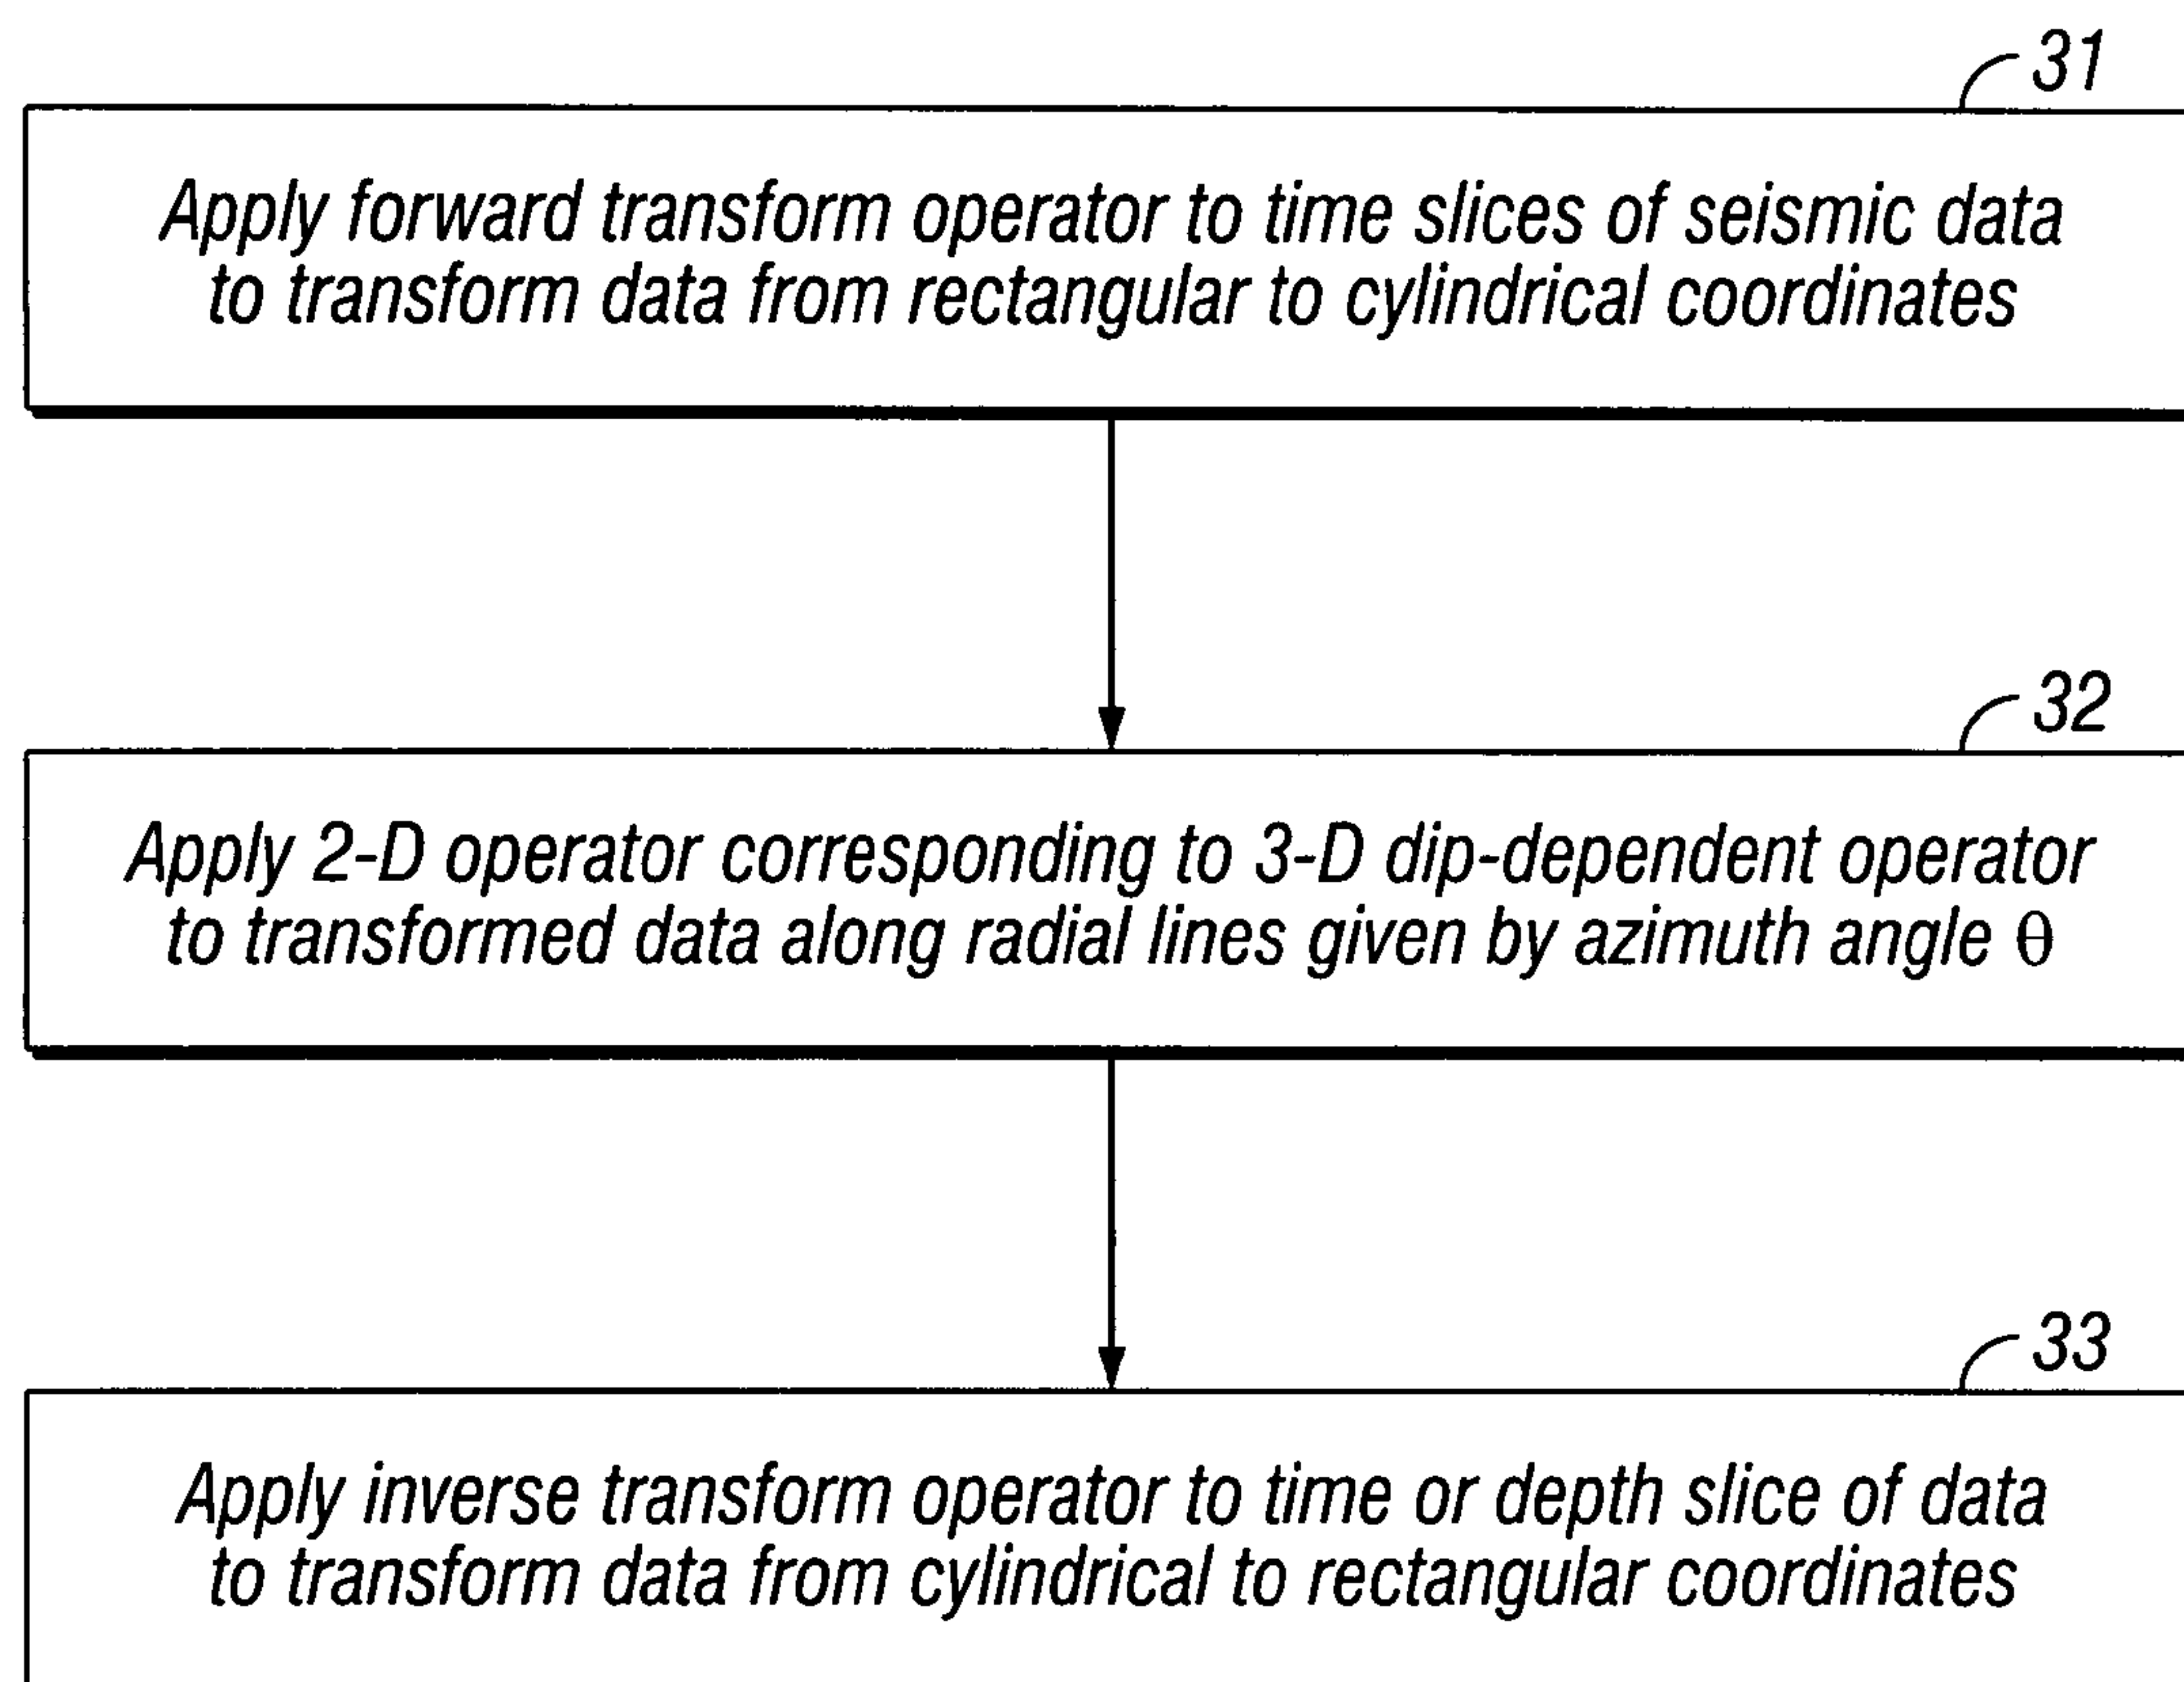 31
Apply forward transform operator to time slices of seismic data
to transform data from rectangular to cylindrical coordinates
32
Apply 2-D operator corresponding to 3-D dip-dependent operator
to transformed data along radial lines given by azimuth angle θ
33
Apply inverse transform operator to time or depth slice of data
to transform data from cylindrical to rectangular coordinates